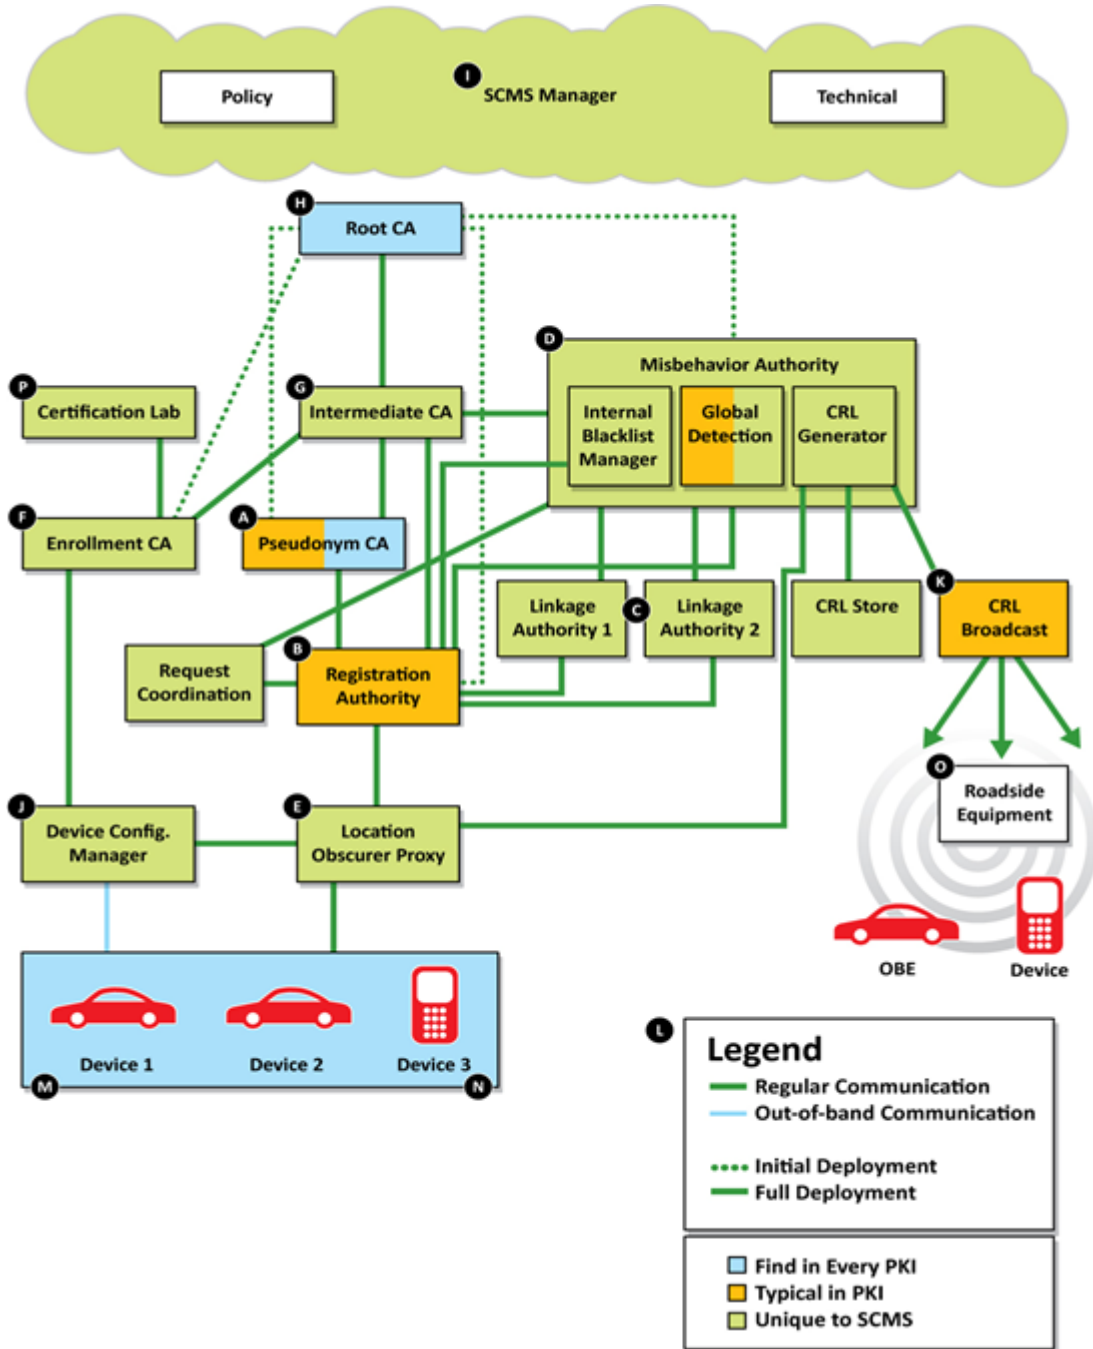 I
Policy
SCMS Manager
Technical
H
Root CA
D
Misbehavior Authority
P
Certification Lab
G
Intermediate CA
Internal
Blacklist
Manager
Global
Detection
CRL
Generator
F
Enrollment CA
A
Pseudonym CA
Linkage
Authority 1
C
Linkage
Authority 2
CRL Store
K
CRL
Broadcast
Request
Coordination
B
Registration
Authority
O
Roadside
Equipment
J
Device Config.
Manager
E
Location
Obscurer Proxy
OBE
Device
Device 1
Device 2
Device 3
M
N
L
Legend
Regular Communication
Out-of-band Communication
Initial Deployment
Full Deployment
Find in Every PKI
Typical in PKI
Unique to SCMS